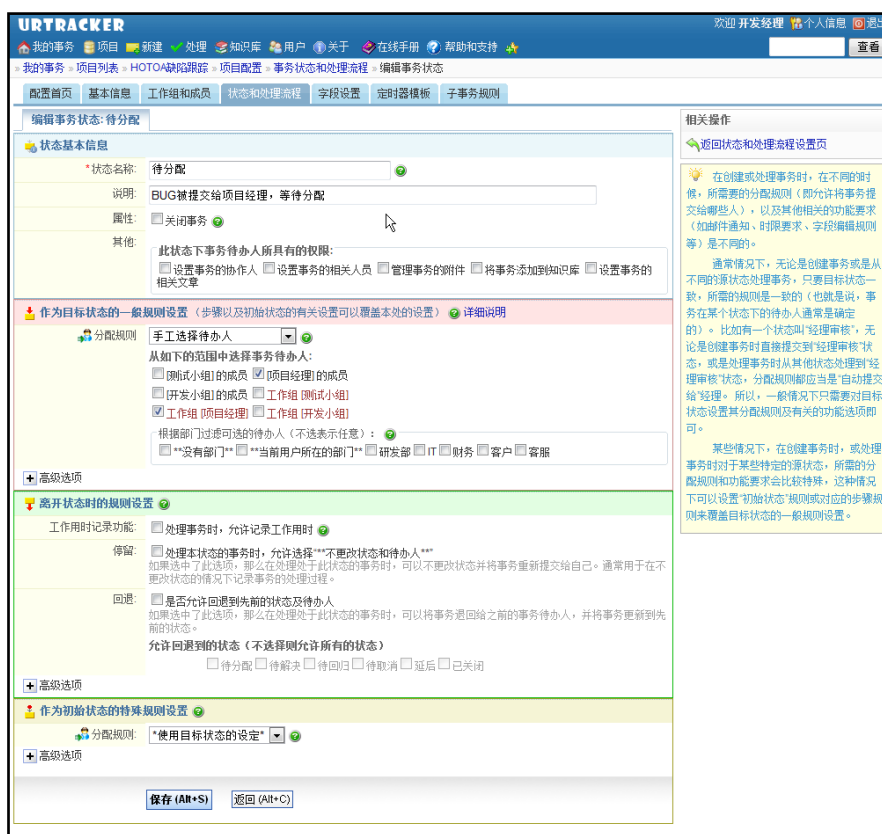 URTRACKER
欢迎 开发经理 个人信息 退出
我的事务 项目 新建 处理 知识库 用户 关于 在线手册 帮助和支持 查看
» 我的事务 » 项目列表 » HOTOA缺陷跟踪 » 项目配置 » 事务状态和处理流程 » 编辑事务状态
配置首页 基本信息 工作组和成员 状态和处理流程 字段设置 定时器模板 子事务规则
编辑事务状态: 待分配
状态基本信息
*状态名称: 待分配
说明: BUG被提交给项目经理,等待分配
属性: 关闭事务
其他:
此状态下事务待办人所具有的权限:
设置事务的协作人 设置事务的相关人员 管理事务的附件 将事务添加到知识库 设置事务的
相关文章
作为目标状态的一般规则设置 (步骤以及初始状态的有关设置可以覆盖本处的设置) 详细说明
分配规则 手工选择待办人
从如下的范围中选择事务待办人:
[测试小组]的成员 [项目经理]的成员
[开发小组]的成员 工作组 [测试小组]
工作组 [项目经理] 工作组 [开发小组]
根据部门过滤可选的待办人 (不选表示任意) :
**没有部门** **当前用户所在的部门** 研发部 IT 财务 客户 客服
+ 高级选项
离开状态时的规则设置
工作用时记录功能: 处理事务时,允许记录工作用时
停留: 处理本状态的事务时,允许选择"**不更改状态和待办人**"
如果选中了此选项,那么在处理处于此状态的事务时,可以不更改状态并将事务重新提交给自己。通常用于在不
更改状态的情况下记录事务的处理过程。
回退: 是否允许回退到先前的状态及待办人
如果选中了此选项,那么在处理处于此状态的事务时,可以将事务退回给之前的事务待办人,并将事务更新到先
前的状态。
允许回退到的状态(不选择则允许所有的状态)
待分配 待解决 待回归 待取消 延后 已关闭
+ 高级选项
作为初始状态的特殊规则设置
分配规则: *使用目标状态的设定*
+ 高级选项
保存 (Alt+S) 返回 (Alt+C)
相关操作
返回状态和处理流程设置页
在创建或处理事务时,在不同的时
候,所需要的分配规则(即允许将事务提
交给哪些人),以及其他相关的功能要求
(如邮件通知、时限要求、字段编辑规则
等)是不同的。
通常情况下,无论是创建事务或是从
不同的源状态处理事务,只要目标状态一
致,所需的规则是一致的(也就是说,事
务在某个状态下的待办人通常是确定
的)。比如有一个状态叫"经理审核",无
论是创建事务时直接提交到"经理审核"状
态,或是处理事务时从其他状态处理到"经
理审核"状态,分配规则都应当是"自动提交
给"经理。所以,一般情况下只需要对目标
状态设置其分配规则及有关的功能选项即
可。
某些情况下,在创建事务时,或处理
事务时对于某些特定的源状态,所需的分
配规则和功能要求会比较特殊,这种情况
下可以设置"初始状态"规则或对应的步骤规
则来覆盖目标状态的一般规则设置。